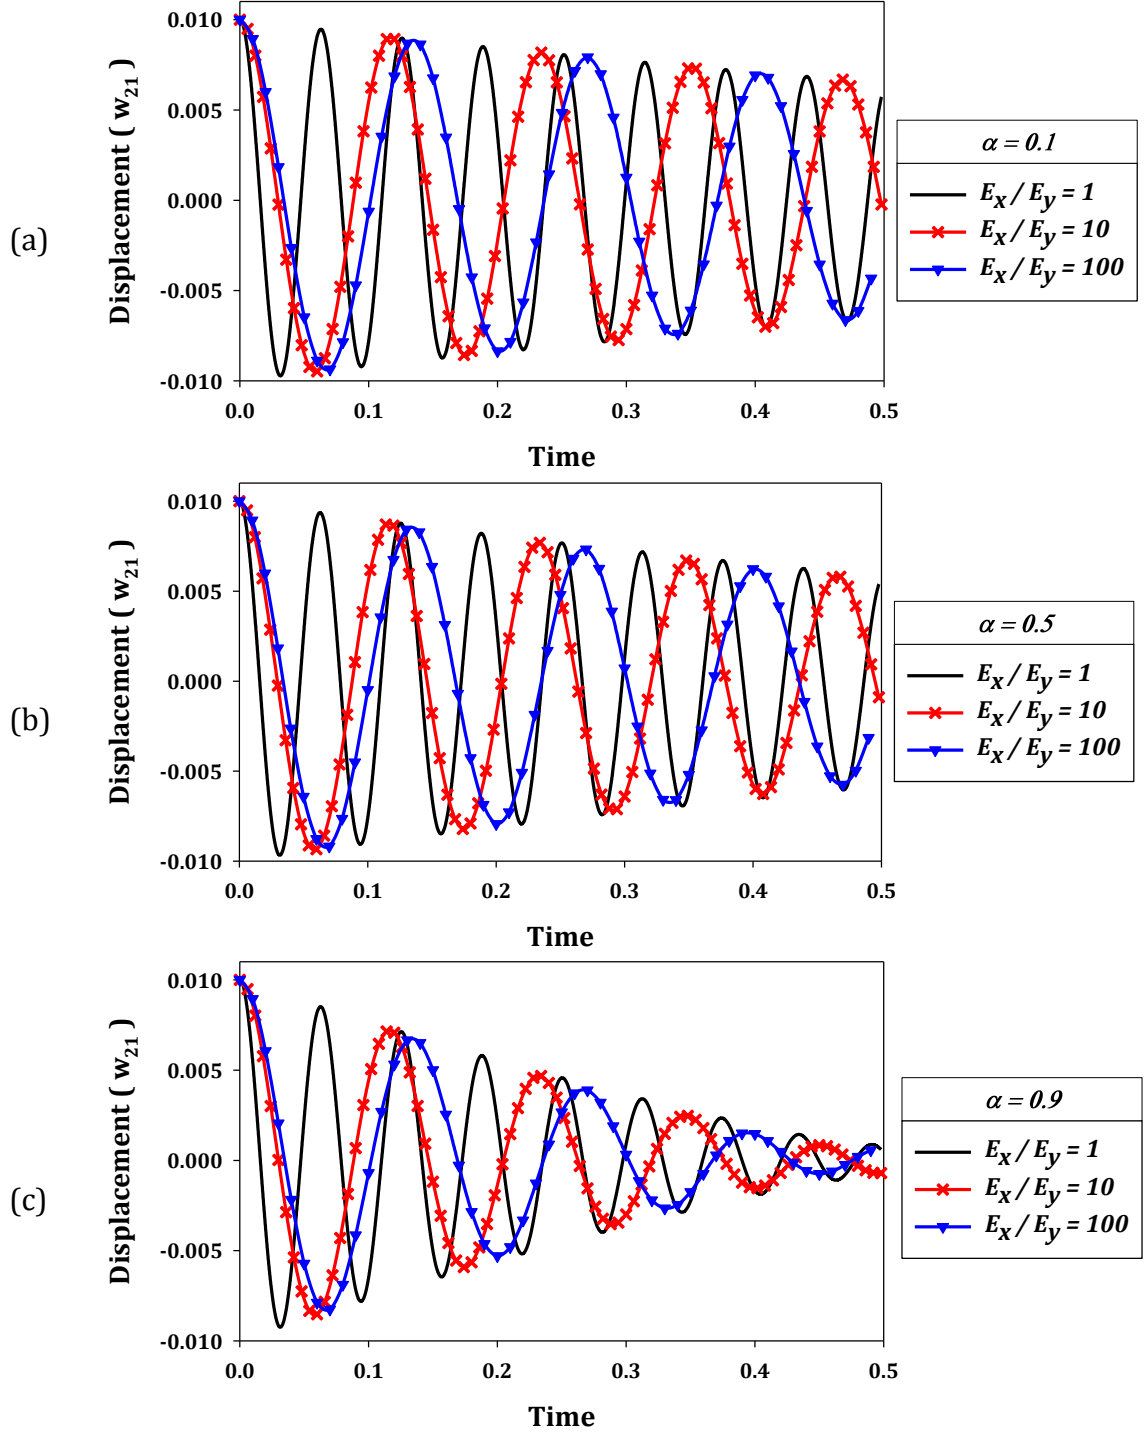 (a)
Displacement ( w21 )
0.010
0.005
0.000
-0.005
-0.010
0.0 0.1 0.2 0.3 0.4 0.5
Time
α = 0.1
Ex / Ey = 1
Ex / Ey = 10
Ex / Ey = 100
(b)
Displacement ( w21 )
0.010
0.005
0.000
-0.005
-0.010
0.0 0.1 0.2 0.3 0.4 0.5
Time
α = 0.5
Ex / Ey = 1
Ex / Ey = 10
Ex / Ey = 100
(c)
Displacement ( w21 )
0.010
0.005
0.000
-0.005
-0.010
0.0 0.1 0.2 0.3 0.4 0.5
Time
α = 0.9
Ex / Ey = 1
Ex / Ey = 10
Ex / Ey = 100